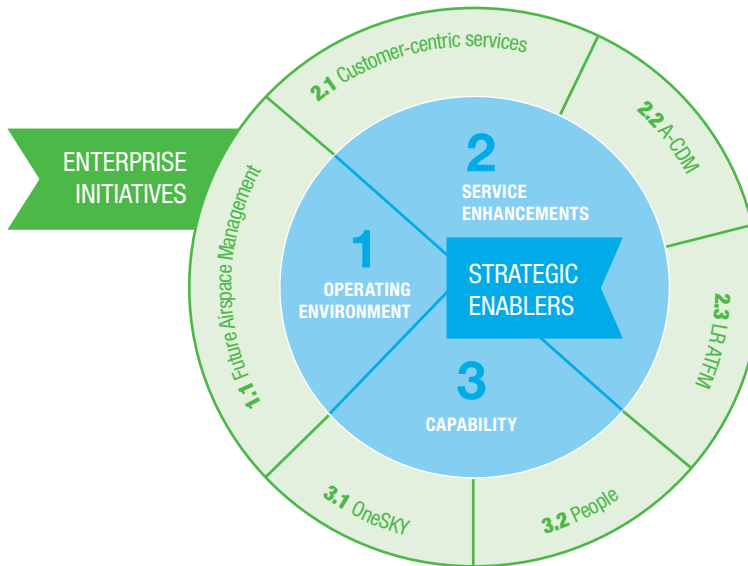 ENTERPRISE
INITIATIVES
1
OPERATING
ENVIRONMENT
2
SERVICE
ENHANCEMENTS
STRATEGIC
ENABLERS
3
CAPABILITY
1.1 Future Airspace Management
2.1 Customer-centric services
2.2 A-CDM
2.3 LR ATFM
3.1 OneSKY
3.2 People